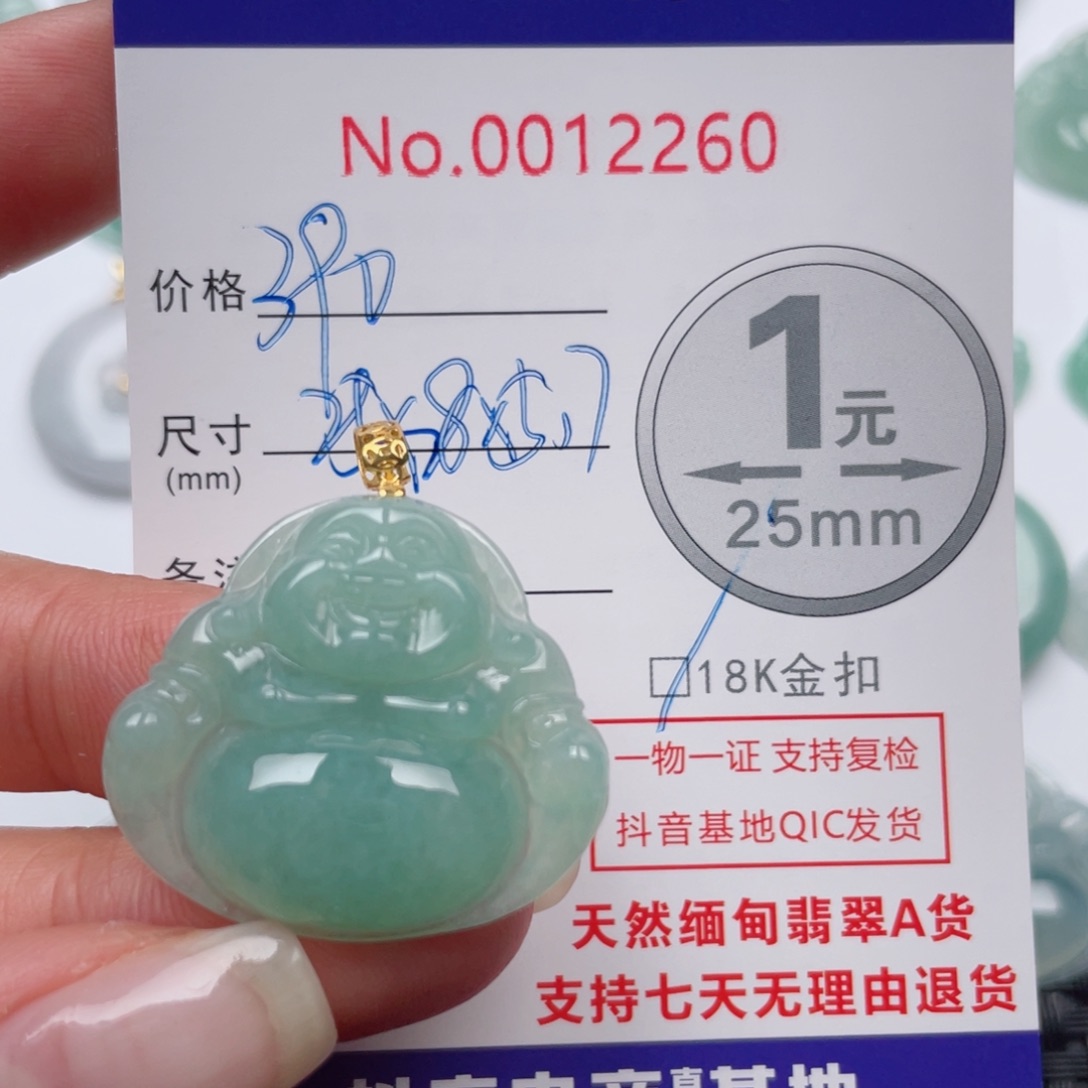 No.0012260
价格
尺寸
(mm)
备注
1元
25mm
□18K金扣
一物一证 支持复检
抖音基地QIC发货
天然缅甸翡翠A货
支持七天无理由退货